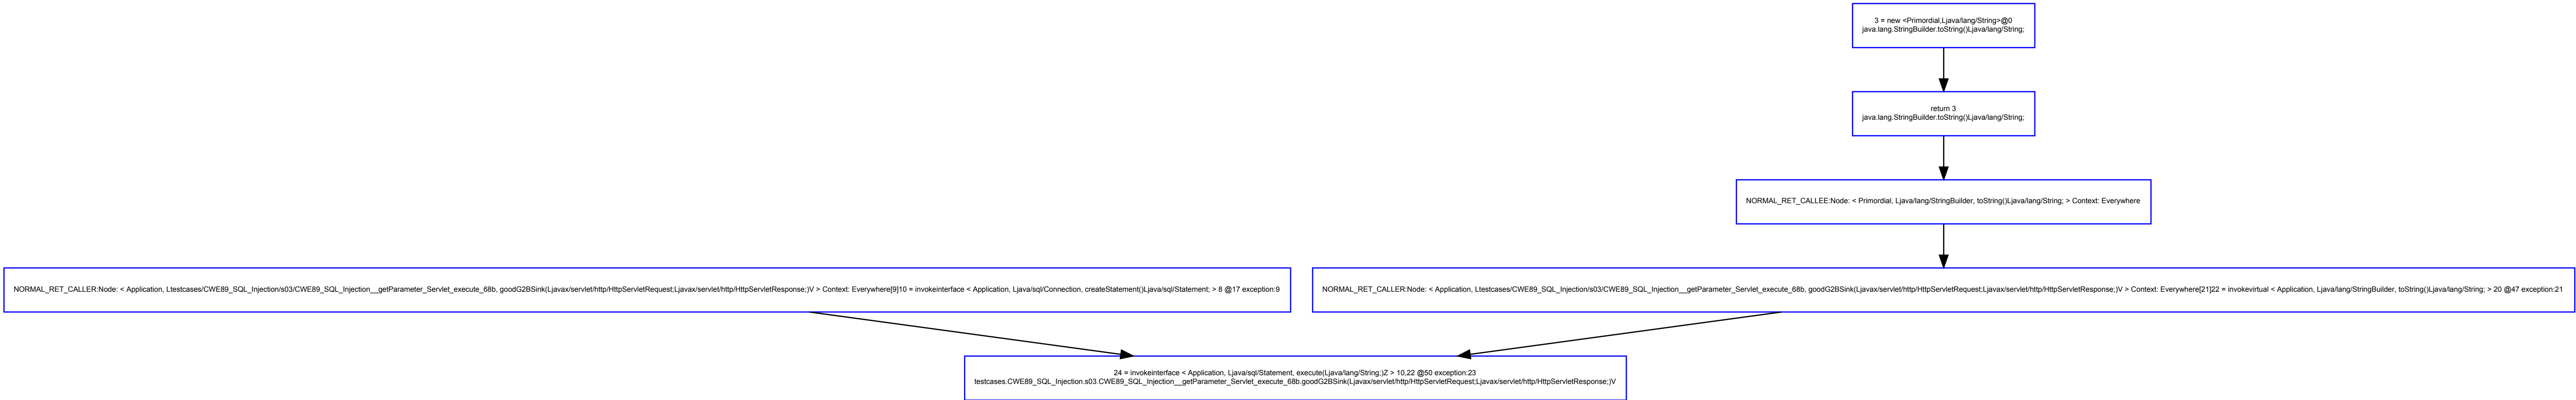 3 = new <Primordial,Ljava/lang/String>@0
java.lang.StringBuilder.toString()Ljava/lang/String;
return 3
java.lang.StringBuilder.toString()Ljava/lang/String;
NORMAL_RET_CALLEE:Node: < Primordial, Ljava/lang/StringBuilder, toString()Ljava/lang/String; > Context: Everywhere
NORMAL_RET_CALLER:Node: < Application, Ltestcases/CWE89_SQL_Injection/s03/CWE89_SQL_Injection__getParameter_Servlet_execute_68b, goodG2BSink(Ljavax/servlet/http/HttpServletRequest;Ljavax/servlet/http/HttpServletResponse;)V > Context: Everywhere[9]10 = invokeinterface < Application, Ljava/sql/Connection, createStatement()Ljava/sql/Statement; > 8 @17 exception:9
NORMAL_RET_CALLER:Node: < Application, Ltestcases/CWE89_SQL_Injection/s03/CWE89_SQL_Injection__getParameter_Servlet_execute_68b, goodG2BSink(Ljavax/servlet/http/HttpServletRequest;Ljavax/servlet/http/HttpServletResponse;)V > Context: Everywhere[21]22 = invokevirtual < Application, Ljava/lang/StringBuilder, toString()Ljava/lang/String; > 20 @47 exception:21
24 = invokeinterface < Application, Ljava/sql/Statement, execute(Ljava/lang/String;)Z > 10,22 @50 exception:23
testcases.CWE89_SQL_Injection.s03.CWE89_SQL_Injection__getParameter_Servlet_execute_68b.goodG2BSink(Ljavax/servlet/http/HttpServletRequest;Ljavax/servlet/http/HttpServletResponse;)V